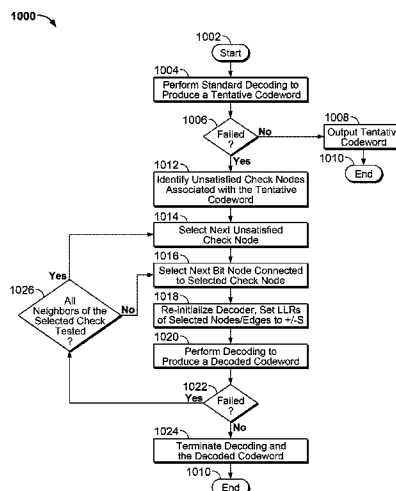 1000
1002
Start
1004
Perform Standard Decoding to
Produce a Tentative Codeword
1006
Failed
?
No
1008
Output Tentative
Codeword
1010
End
Yes
1012
Identify Unsatisfied Check Nodes
Associated with the Tentative
Codeword
1014
Select Next Unsatisfied
Check Node
1016
Select Next Bit Node Connected
to Selected Check Node
1018
Re-Initialize Decoder, Set LLRs
of Selected Nodes/Edges to +/-S
1020
Perform Decoding to
Produce a Decoded Codeword
1022
Failed
?
Yes
No
1026
All
Neighbors of the
Selected Check
Tested
?
Yes
No
1024
Terminate Decoding and
the Decoded Codeword
1010
End